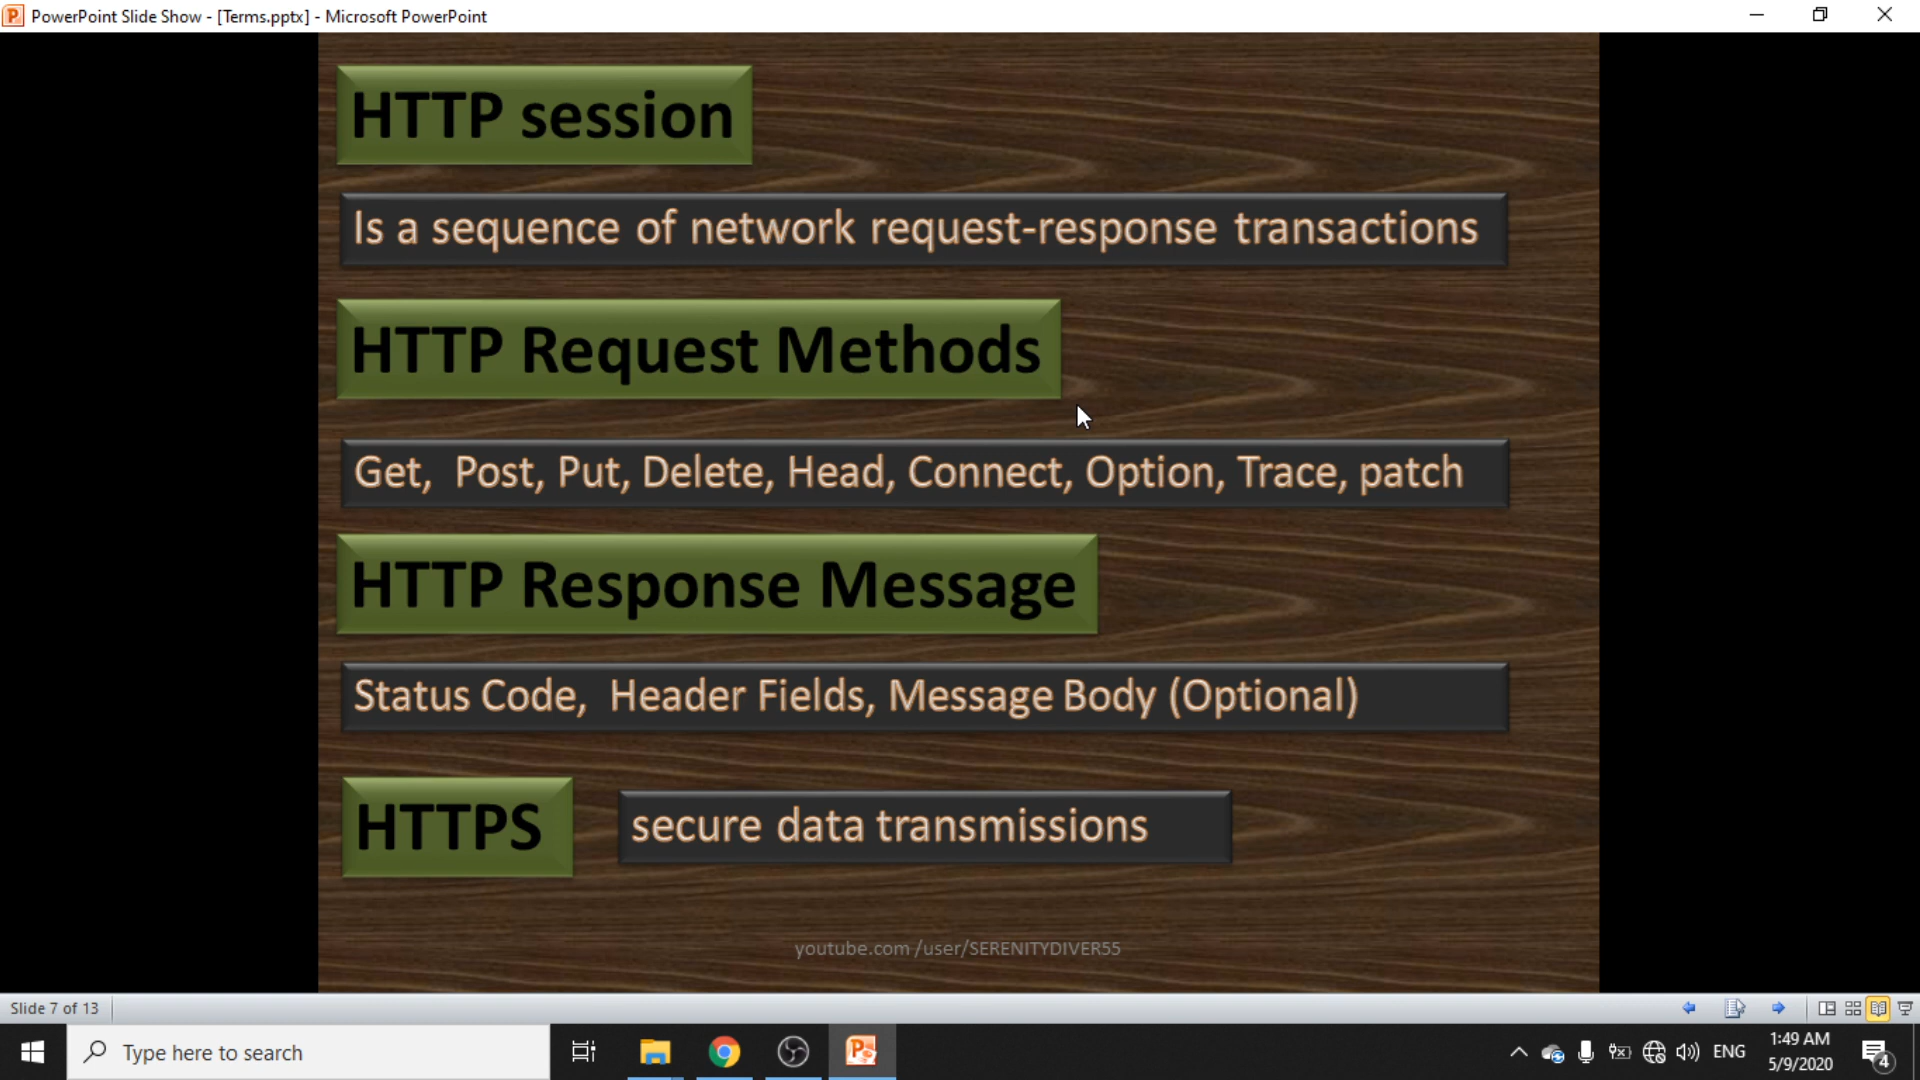 PowerPoint Slide Show - [Terms.pptx] - Microsoft PowerPoint
HTTP session
Is a sequence of network request-response transactions
HTTP Request Methods
Get, Post, Put, Delete, Head, Connect, Option, Trace, patch
HTTP Response Message
Status Code, Header Fields, Message Body (Optional)
HTTPS
secure data transmissions
youtube.com /user/SERENITYDIVER55
Slide 7 of 13
Type here to search
ENG
1:49 AM
5/9/2020
4